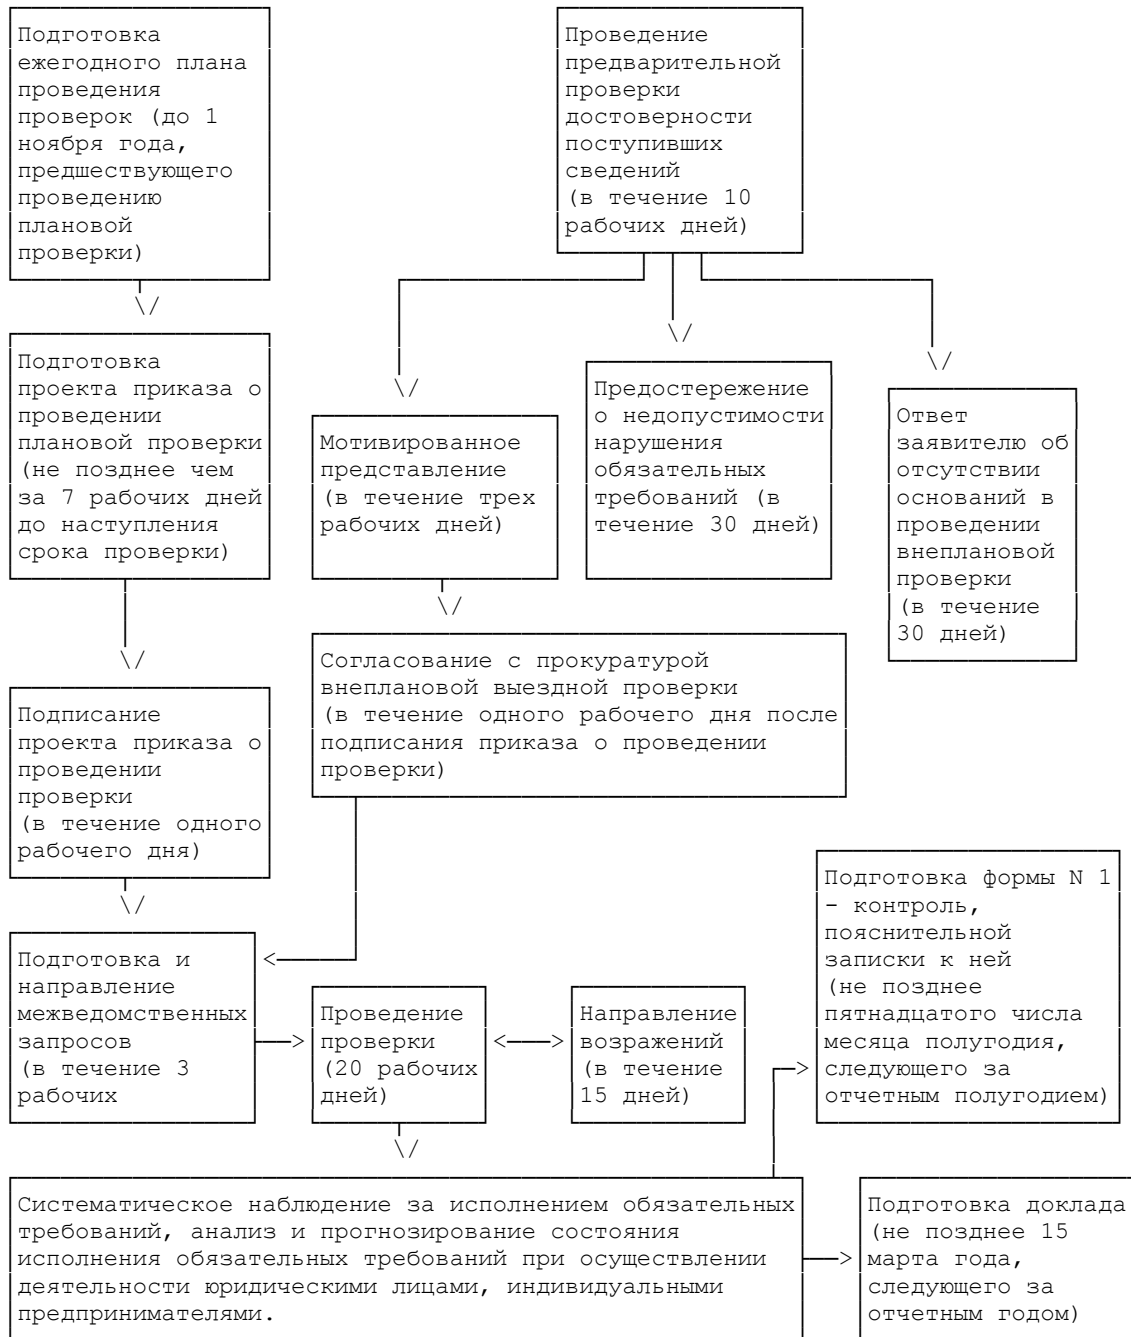 Подготовка
ежегодного плана
проведения
проверок (до 1
ноября года,
предшествующего
проведению
плановой
проверки)
Проведение
предварительной
проверки
достоверности
поступивших
сведений
(в течение 10
рабочих дней)
Подготовка
проекта приказа о
проведении
плановой проверки
(не позднее чем
за 7 рабочих дней
до наступления
срока проверки)
Мотивированное
представление
(в течение трех
рабочих дней)
Предостережение
о недопустимости
нарушения
обязательных
требований (в
течение 30 дней)
Ответ
заявителю об
отсутствии
оснований в
проведении
внеплановой
проверки
(в течение
30 дней)
Согласование с прокуратурой
внеплановой выездной проверки
(в течение одного рабочего дня после
подписания приказа о проведении
проверки)
Подписание
проекта приказа о
проведении
проверки
(в течение одного
рабочего дня)
Подготовка и
направление
межведомственных
запросов
(в течение 3
рабочих
Проведение
проверки
(20 рабочих
дней)
Направление
возражений
(в течение
15 дней)
Подготовка формы N 1
- контроль,
пояснительной
записки к ней
(не позднее
пятнадцатого числа
месяца полугодия,
следующего за
отчетным полугодием)
Систематическое наблюдение за исполнением обязательных
требований, анализ и прогнозирование состояния
исполнения обязательных требований при осуществлении
деятельности юридическими лицами, индивидуальными
предпринимателями.
Подготовка доклада
(не позднее 15
марта года,
следующего за
отчетным годом)